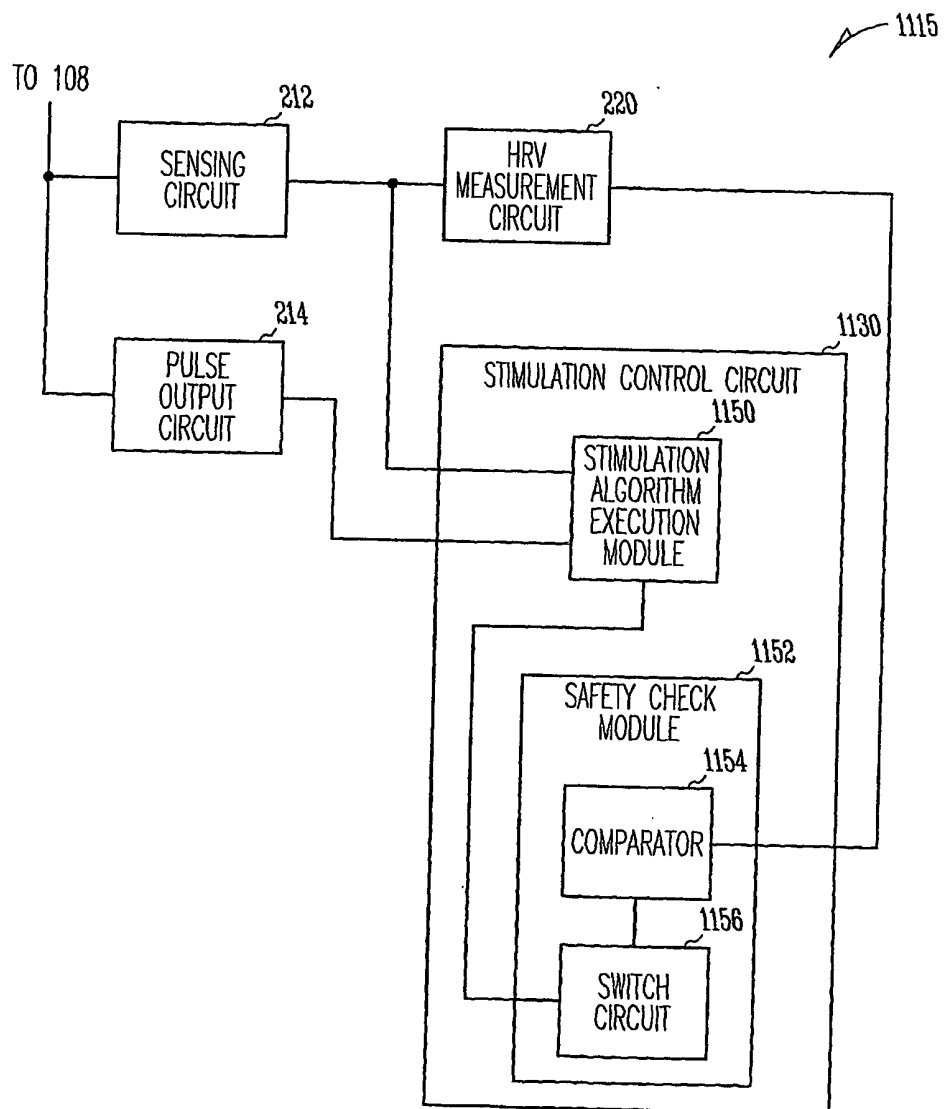 1115
TO 108
212
SENSING
CIRCUIT
220
HRV
MEASUREMENT
CIRCUIT
214
PULSE
OUTPUT
CIRCUIT
1130
STIMULATION CONTROL CIRCUIT
1150
STIMULATION
ALGORITHM
EXECUTION
MODULE
1152
SAFETY CHECK
MODULE
1154
COMPARATOR
1156
SWITCH
CIRCUIT